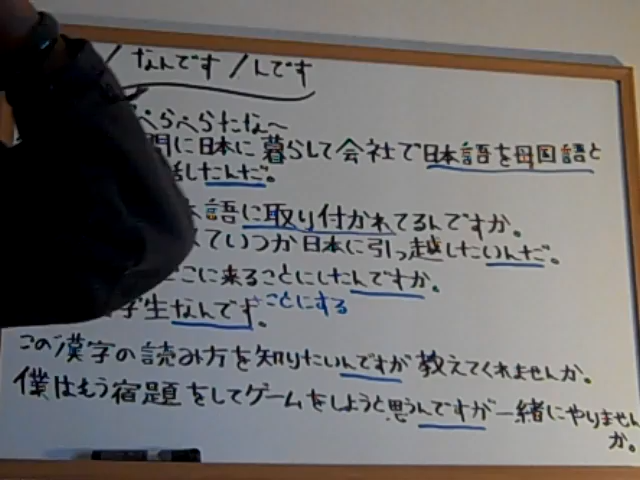 / なんです / んです
ぺらぺらだな〜
間に日本に暮らして会社で日本語を母国語と
話したんだ。
語に取り付かれてるんですか。
ていつか日本に引っ越したいんだ。
こに来ることにしたんですか。
ことにする
学生なんです。
この漢字の読み方を知りたいんですが教えてくれませんか。
僕はもう宿題をしてゲームをしようと思うんですが一緒にやりません
か。